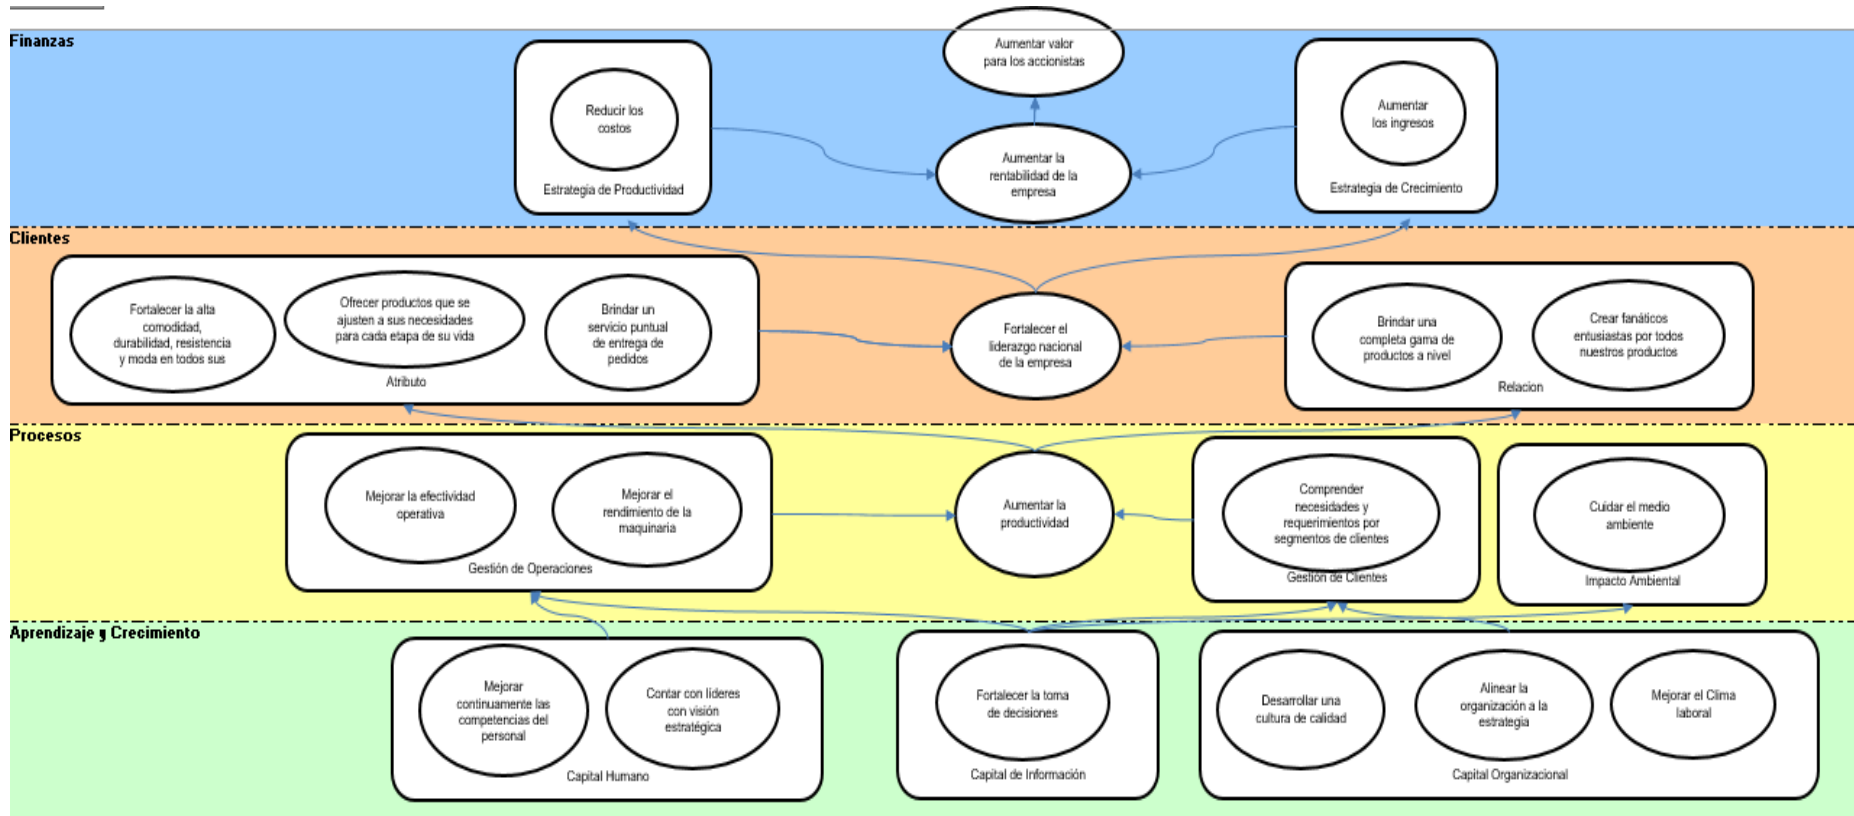 Finanzas
Aumentar valor
para los accionistas
Reducir los
costos
Estrategia de Productividad
Aumentar la
rentabilidad de la
empresa
Aumentar
los ingresos
Estrategia de Crecimiento
Clientes
Fortalecer la alta
comodidad,
durabilidad, resistencia
y moda en todos sus
Ofrecer productos que se
ajusten a sus necesidades
para cada etapa de su vida
Brindar un
servicio puntual
de entrega de
pedidos
Atributo
Fortalecer el
liderazgo nacional
de la empresa
Brindar una
completa gama de
productos a nivel
Crear fanáticos
entusiastas por todos
nuestros productos
Relacion
Procesos
Mejorar la efectividad
operativa
Mejorar el
rendimiento de la
maquinaria
Gestión de Operaciones
Aumentar la
productividad
Comprender
necesidades y
requerimientos por
segmentos de clientes
Gestión de Clientes
Cuidar el medio
ambiente
Impacto Ambiental
Aprendizaje y Crecimiento
Mejorar
continuamente las
competencias del
personal
Contar con líderes
con visión
estratégica
Capital Humano
Fortalecer la toma
de decisiones
Capital de Información
Desarrollar una
cultura de calidad
Alinear la
organización a la
estrategia
Mejorar el Clima
laboral
Capital Organizacional